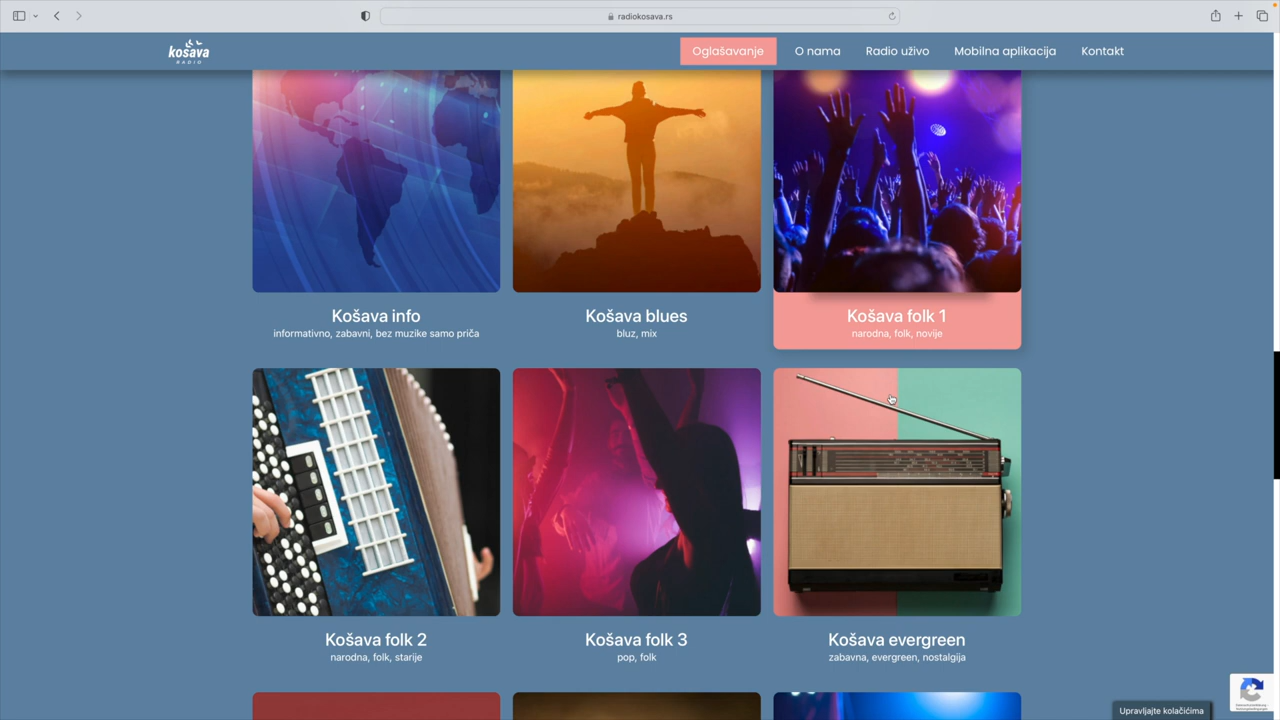 radiokosava.rs
košava
RADIO
Oglašavanje
O nama
Radio uživo
Mobilna aplikacija
Kontakt
Košava info
informativno, zabavni, bez muzike samo priča
Košava blues
bluz, mix
Košava folk 1
narodna, folk, novije
Košava folk 2
narodna, folk, starije
Košava folk 3
pop, folk
Košava evergreen
zabavna, evergreen, nostalgija
Upravljajte kolačićima